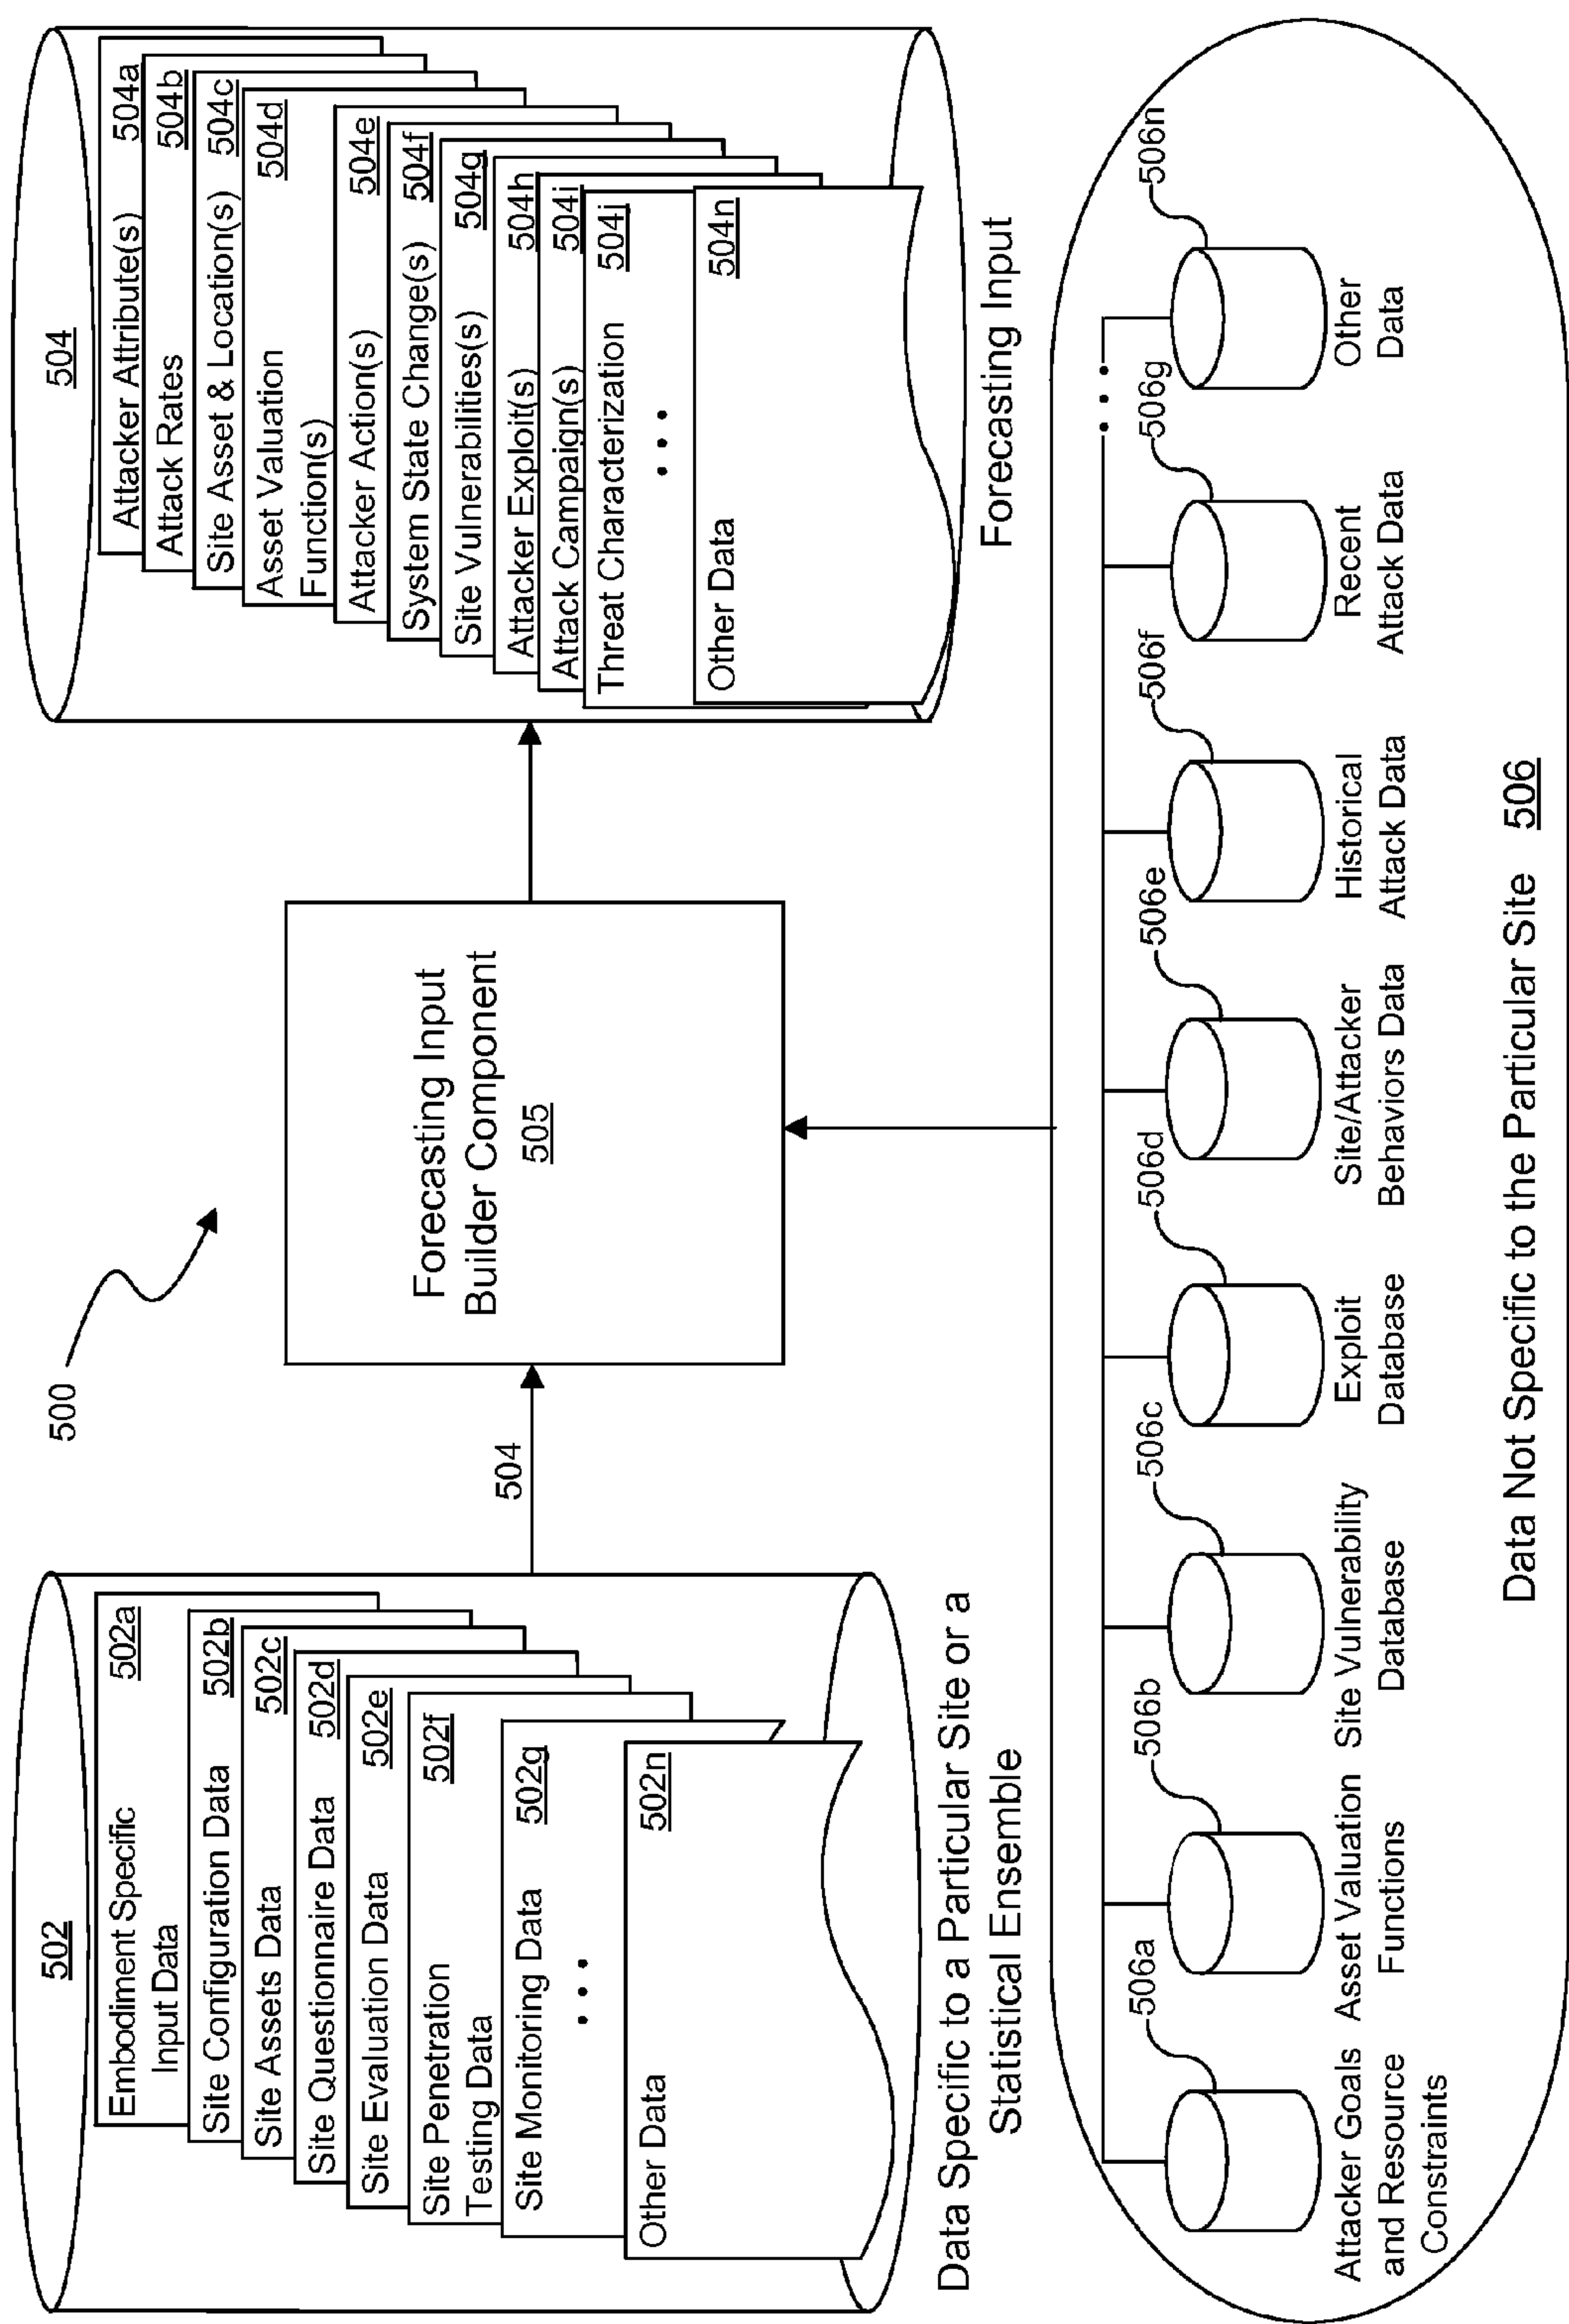 500
502
Embodiment Specific
Input Data
502a
Site Configuration Data 502b
Site Assets Data 502c
Site Questionnaire Data 502d
Site Evaluation Data 502e
Site Penetration
Testing Data
502f
Site Monitoring Data 502g
• • •
Other Data 502n
Data Specific to a Particular Site or a
Statistical Ensemble
504
Forecasting Input
Builder Component
505
504
Attacker Attribute(s) 504a
Attack Rates 504b
Site Asset & Location(s) 504c
Asset Valuation
Function(s)
504d
Attacker Action(s) 504e
System State Change(s) 504f
Site Vulnerabilities(s) 504g
Attacker Exploit(s) 504h
Attack Campaign(s) 504i
Threat Characterization 504j
• • •
Other Data 504n
Forecasting Input
506a
506b
506c
506d
506e
506f
506g
• • •
506n
Attacker Goals
and Resource
Constraints
Asset Valuation
Functions
Site Vulnerability
Database
Exploit
Database
Site/Attacker
Behaviors Data
Historical
Attack Data
Recent
Attack Data
Other
Data
Data Not Specific to the Particular Site 506